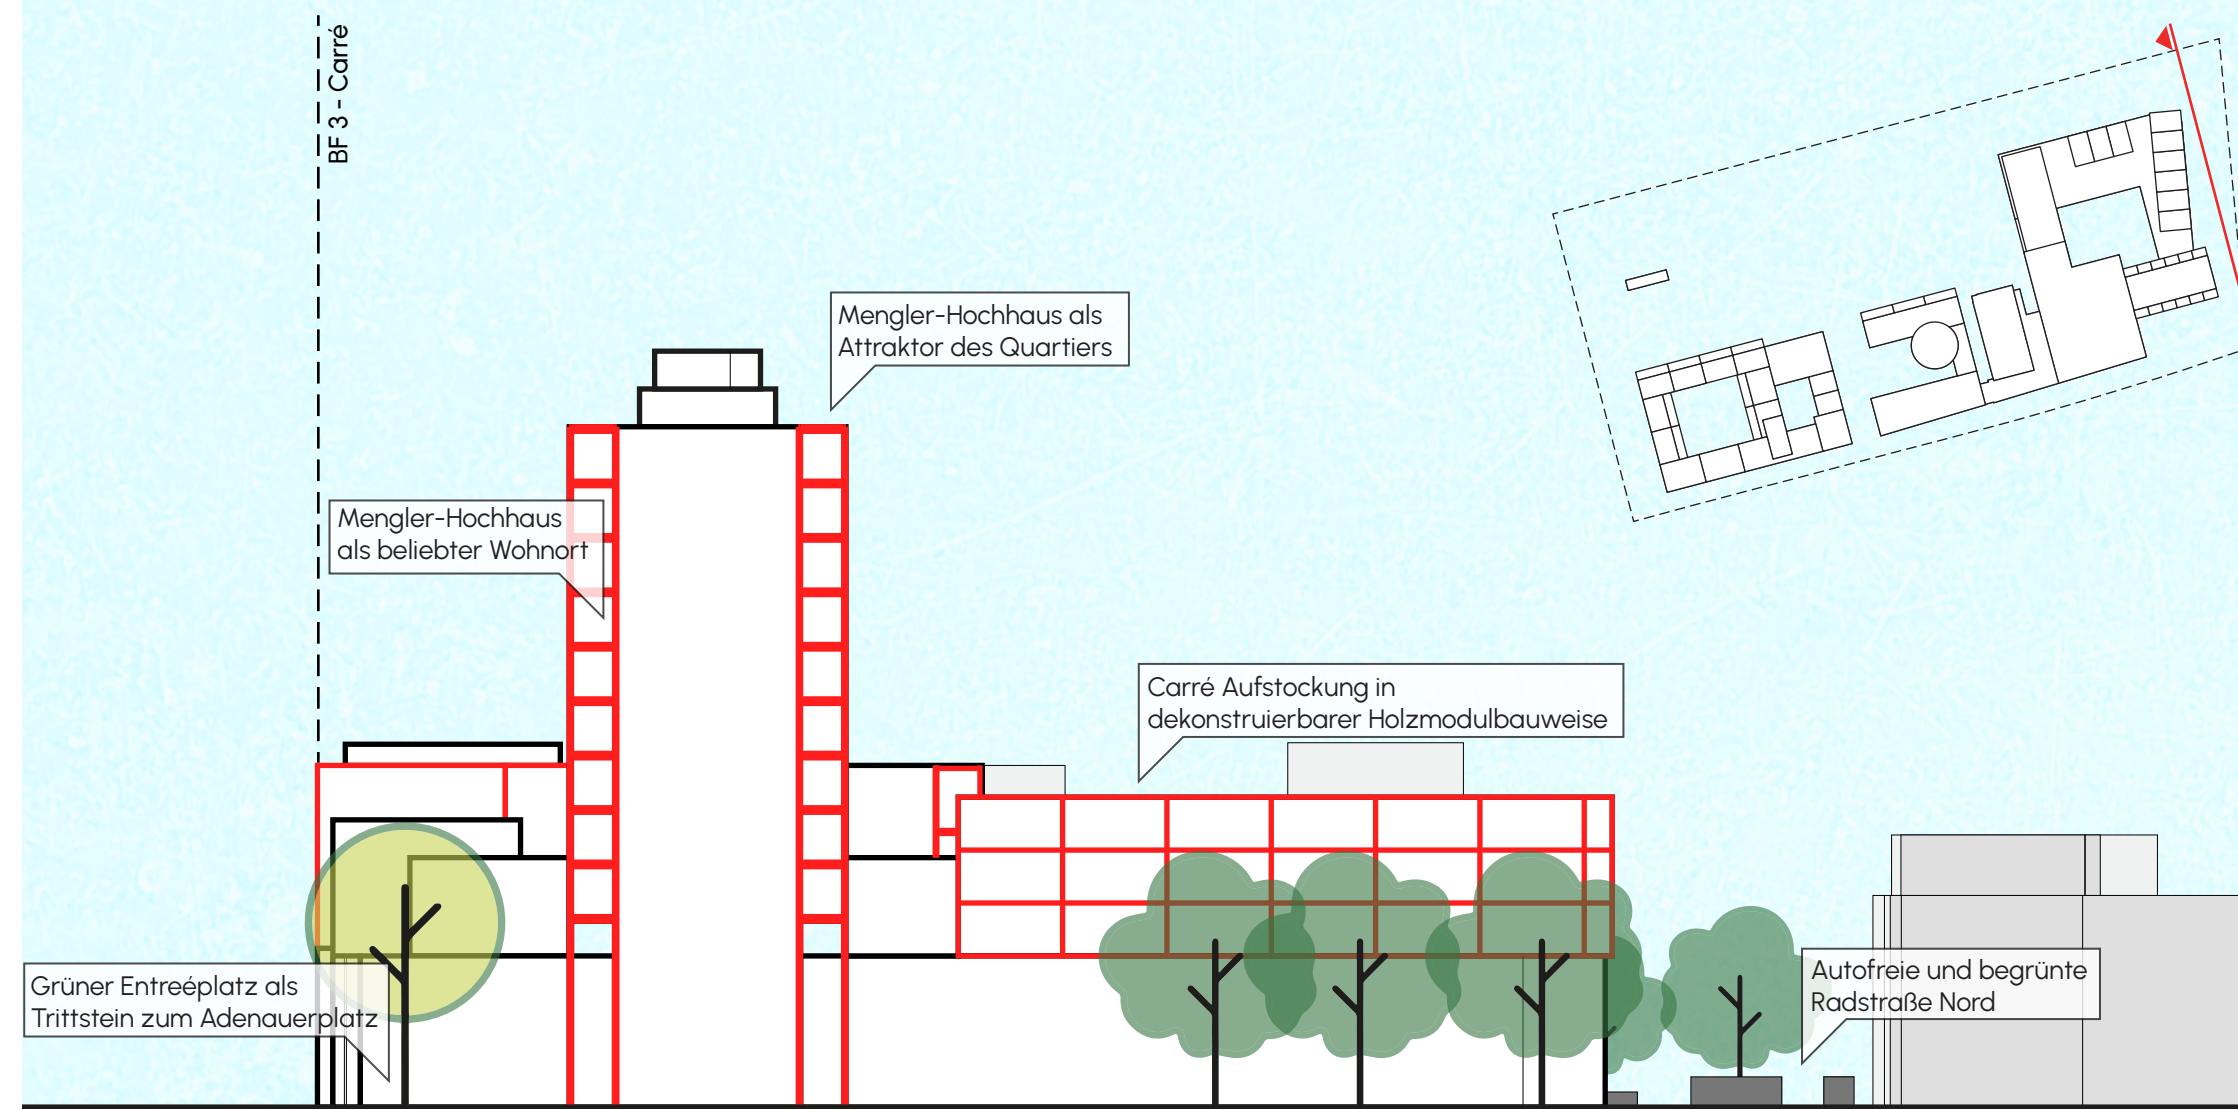 BF 3 - Carré
Mengler-Hochhaus als
Attraktor des Quartiers
Mengler-Hochhaus
als beliebter Wohnort
Carré Aufstockung in
dekonstruierbarer Holzmodulbauweise
Grüner Entreéplatz als
Trittstein zum Adenauerplatz
Autofreie und begrünte
Radstraße Nord